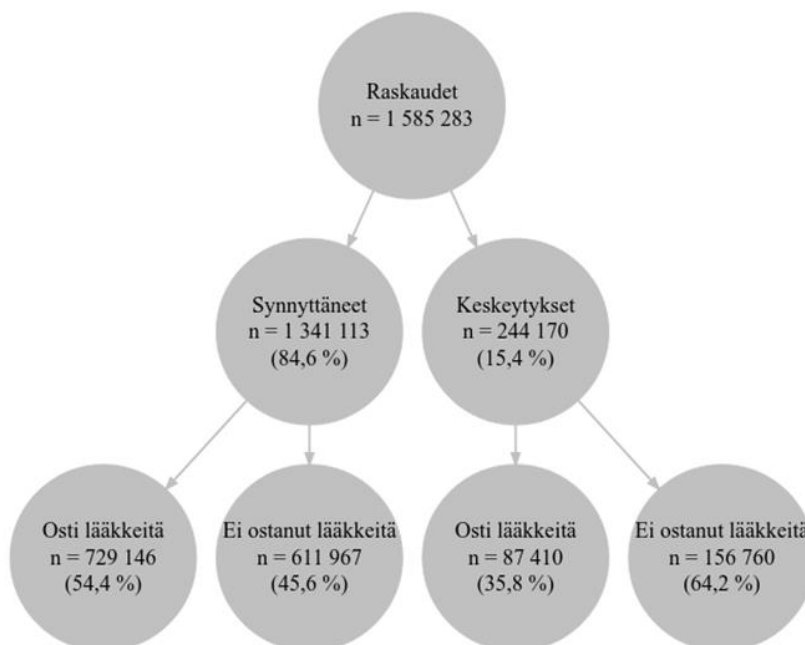 Raskaudet
n = 1 585 283
Synnyttäneet
n = 1 341 113
(84,6 %)
Keskeytykset
n = 244 170
(15,4 %)
Osti lääkkeitä
n = 729 146
(54,4 %)
Ei ostanut lääkkeitä
n = 611 967
(45,6 %)
Osti lääkkeitä
n = 87 410
(35,8 %)
Ei ostanut lääkkeitä
n = 156 760
(64,2 %)